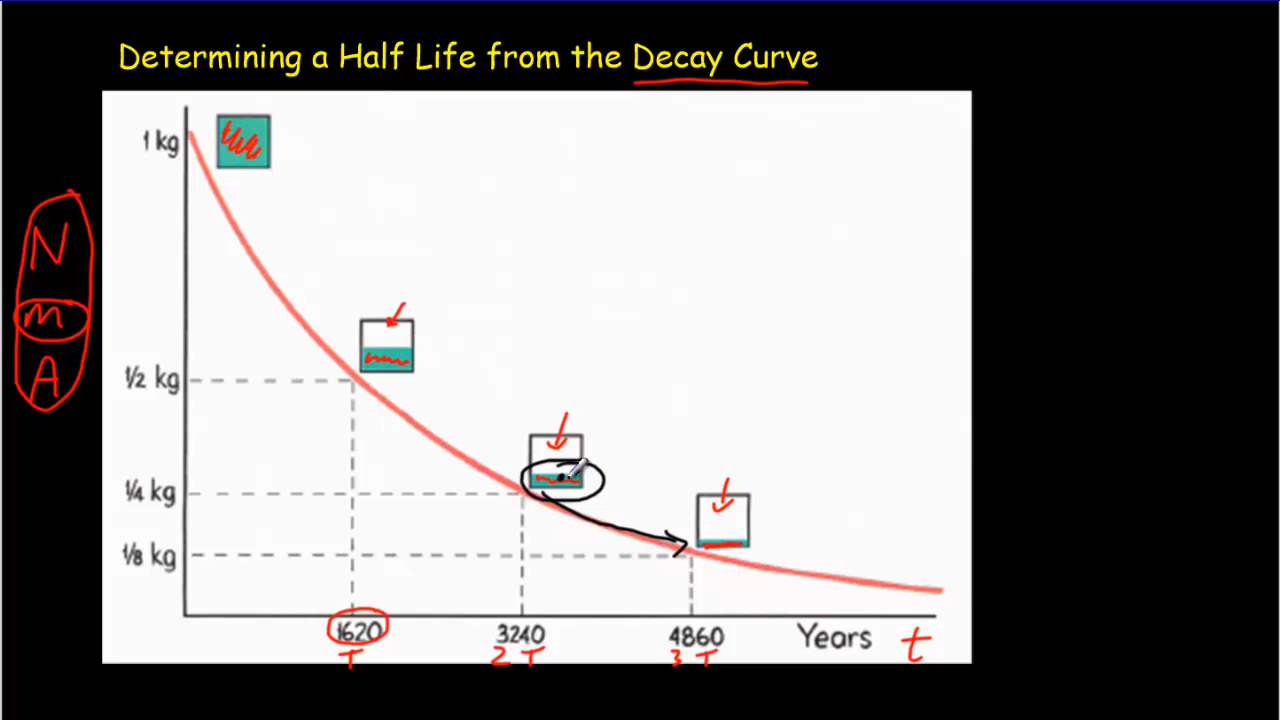 Determining a Half Life from the Decay Curve
1 kg
N
m
A
1/2 kg
1/4 kg
1/8 kg
1620 3240 4860 Years t
T 2T 3T